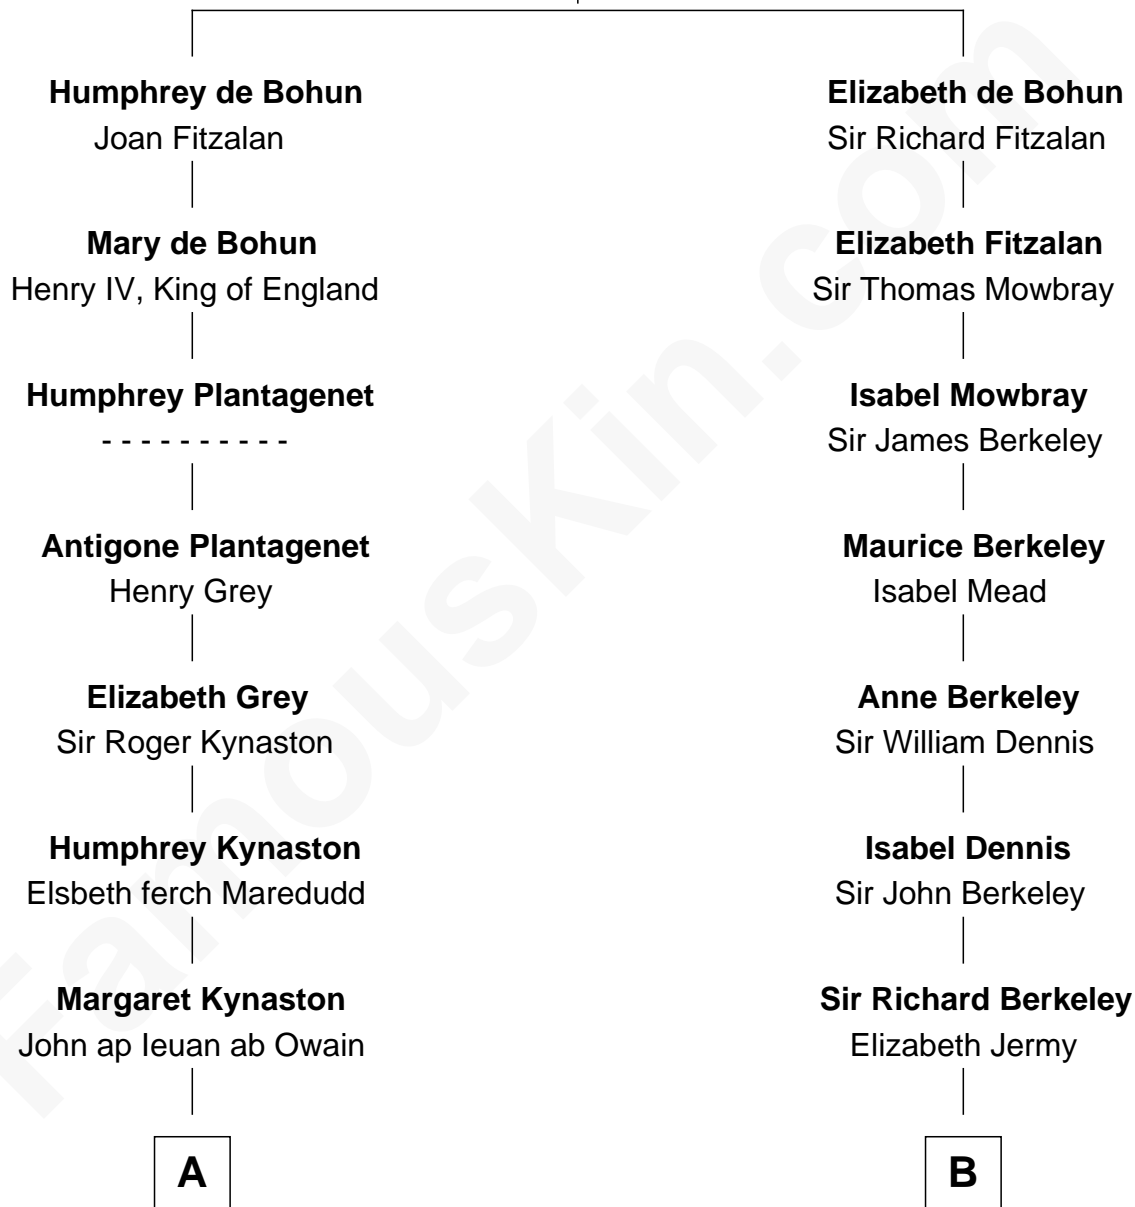 Humphrey de Bohun
Joan Fitzalan
Mary de Bohun
Henry IV, King of England
Humphrey Plantagenet
- - - - - - - - - -
Antigone Plantagenet
Henry Grey
Elizabeth Grey
Sir Roger Kynaston
Humphrey Kynaston
Elsbeth ferch Maredudd
Margaret Kynaston
John ap Ieuan ab Owain
A
Elizabeth de Bohun
Sir Richard Fitzalan
Elizabeth Fitzalan
Sir Thomas Mowbray
Isabel Mowbray
Sir James Berkeley
Maurice Berkeley
Isabel Mead
Anne Berkeley
Sir William Dennis
Isabel Dennis
Sir John Berkeley
Sir Richard Berkeley
Elizabeth Jermy
B
FamousKin.com